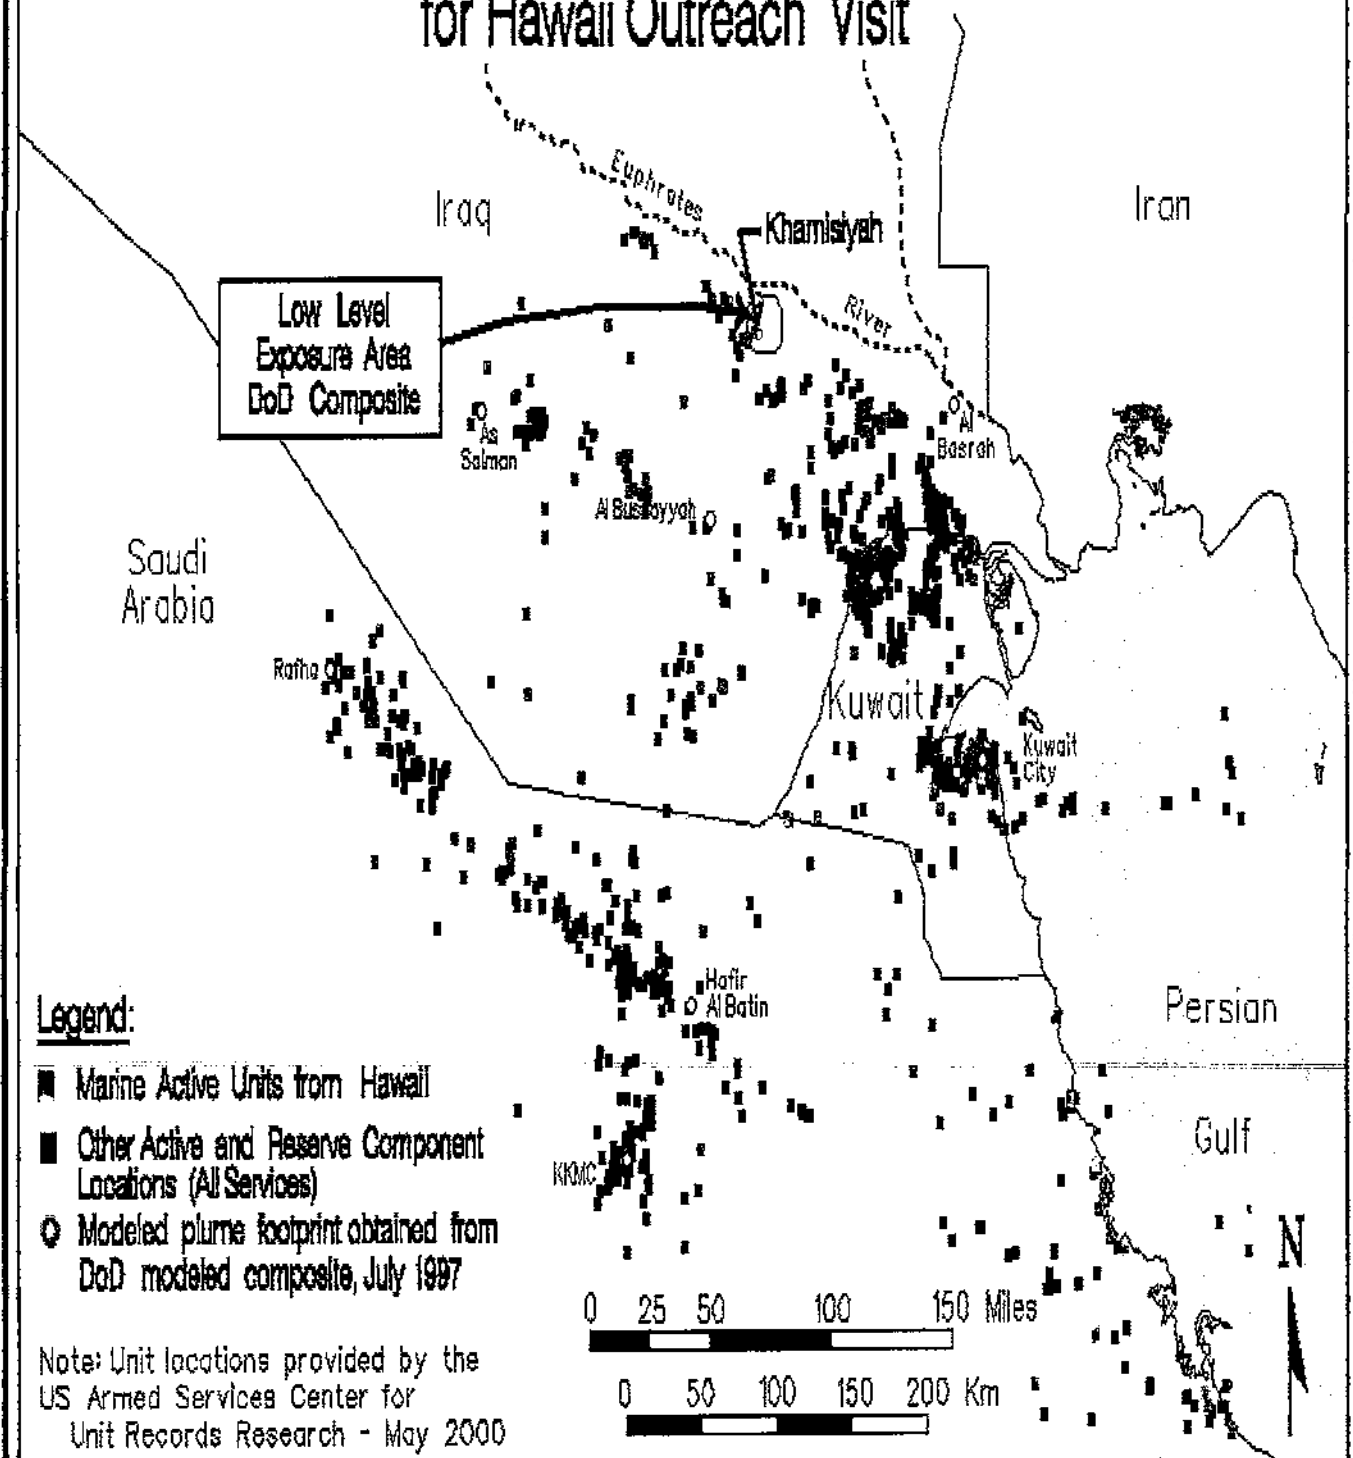 for Hawaii Outreach Visit
Iraq
Euphrates
River
Khamisiyah
Iran
Low Level
Exposure Area
DoD Composite
As
Salman
Al
Basrah
Al Bussayyah
Saudi
Arabia
Rafha
Kuwait
Kuwait
City
Hafir
Al Batin
Persian
Gulf
KKMC
Legend:
Marine Active Units from Hawaii
Other Active and Reserve Component
Locations (All Services)
Modeled plume footprint obtained from
DoD modeled composite, July 1997
Note: Unit locations provided by the
US Armed Services Center for
Unit Records Research - May 2000
0 25 50 100 150 Miles
0 50 100 150 200 Km
N